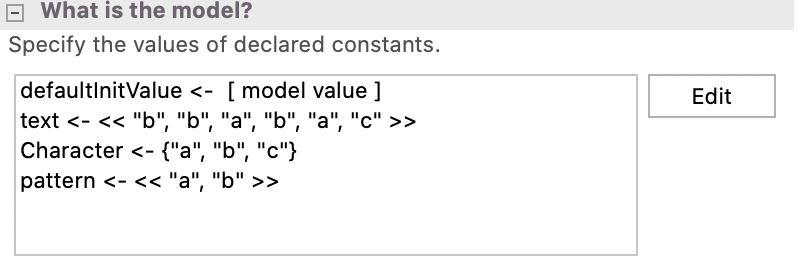 What is the model?
Specify the values of declared constants.
defaultInitValue <- [ model value ]
Edit
text <- << "b", "b", "a", "b", "a", "c" >>
Character <- {"a", "b", "c"}
pattern <- << "a", "b" >>